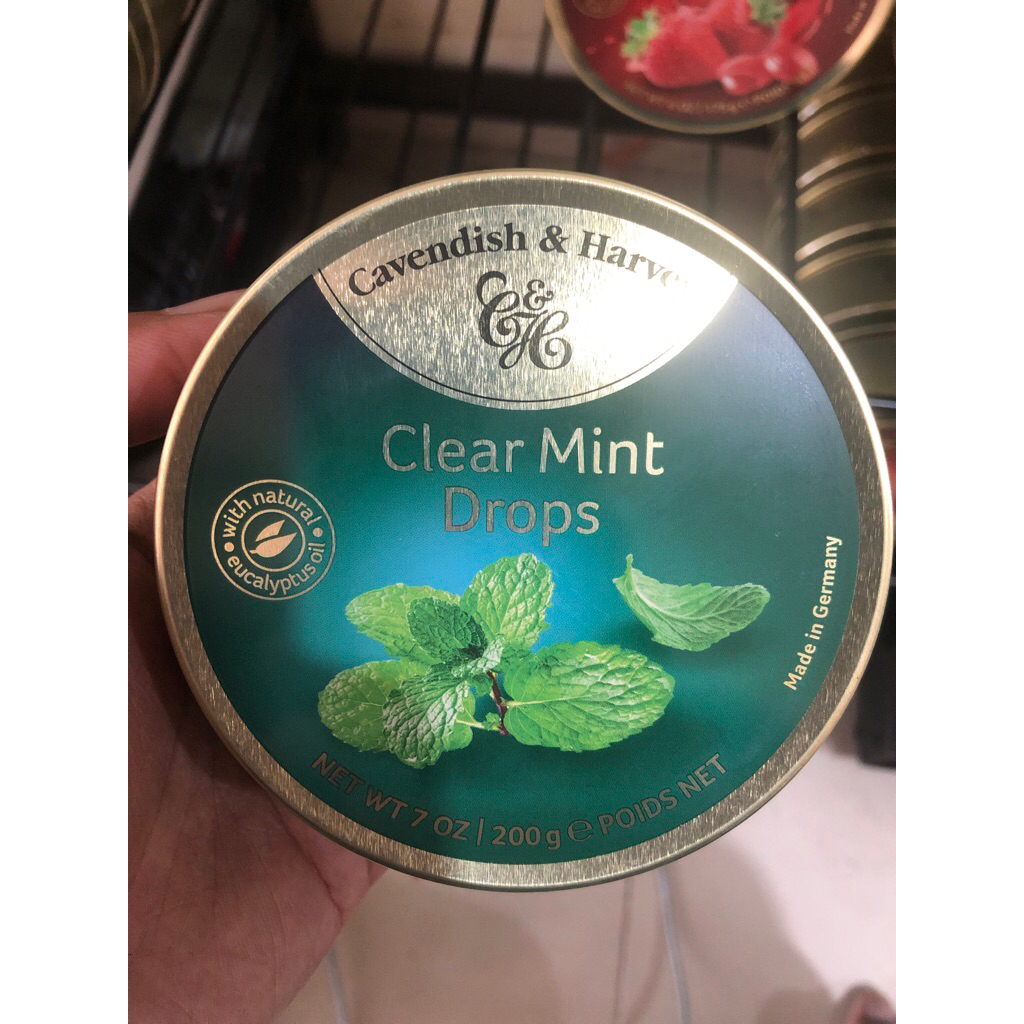 Cavendish & Harve
C&H
Clear Mint
Drops
with natural
eucalyptus oil
Made in Germany
NET WT 7 OZ | 200 g ℮ POIDS NET